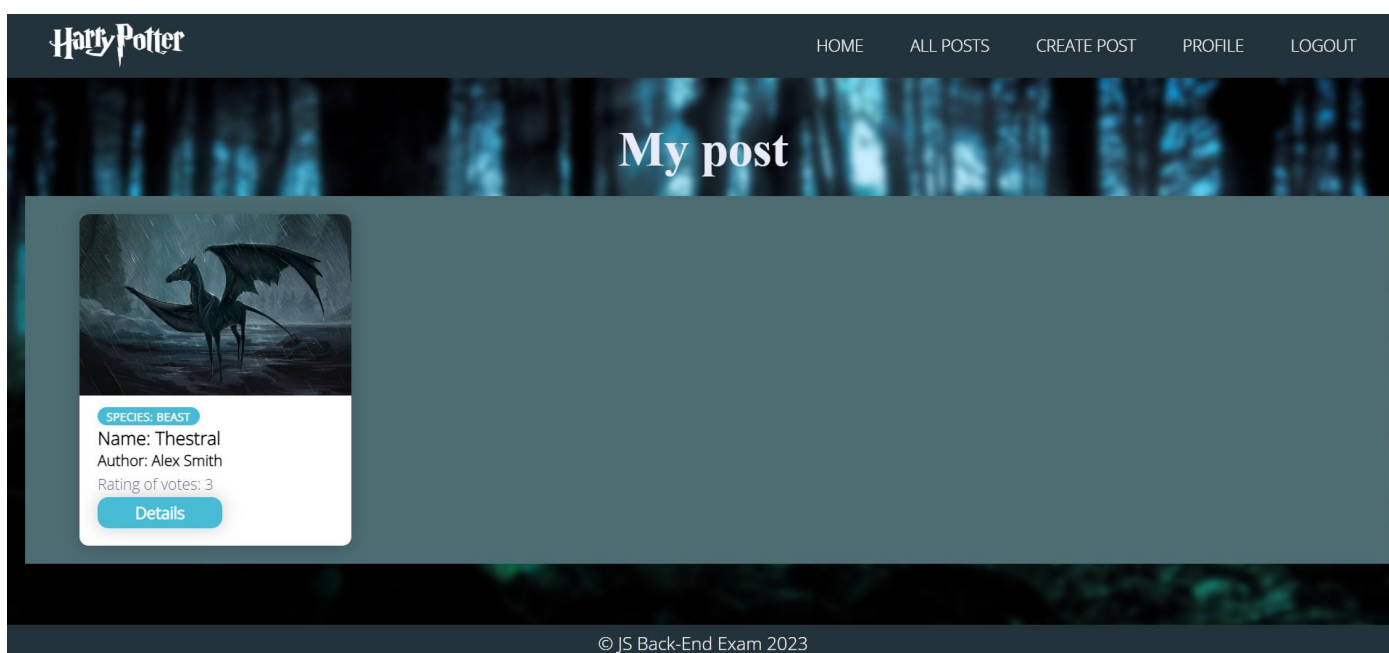 Harry Potter
HOME ALL POSTS CREATE POST PROFILE LOGOUT
My post
SPECIES: BEAST
Name: Thestral
Author: Alex Smith
Rating of votes: 3
Details
© JS Back-End Exam 2023